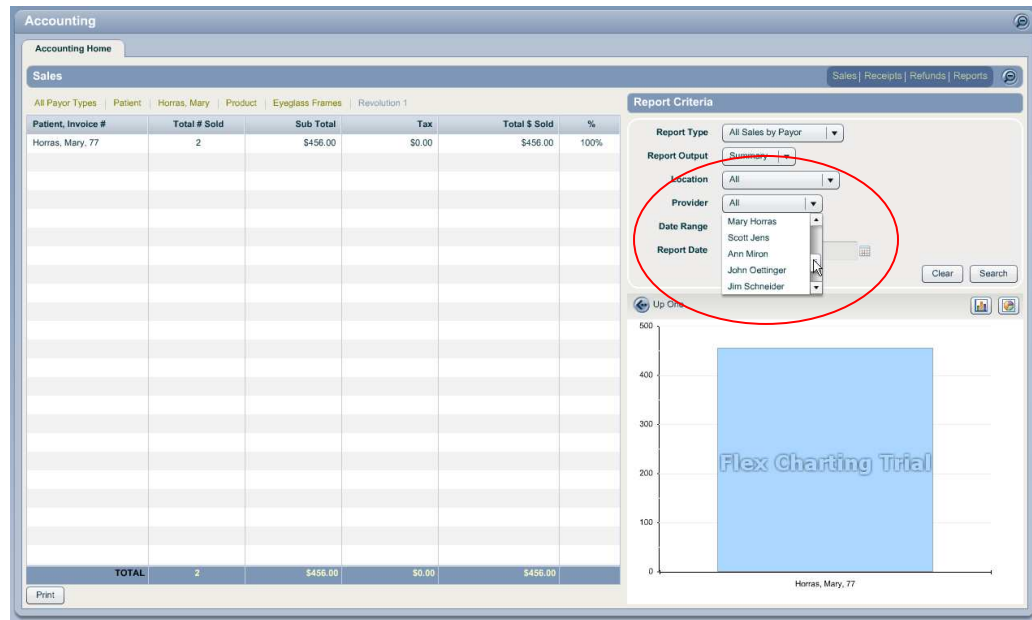 Accounting
Accounting Home
Sales
Sales | Receipts | Refunds | Reports
All Payor Types | Patient | Horras, Mary | Product | Eyeglass Frames | Revolution 1
Patient, Invoice # Total # Sold Sub Total Tax Total $ Sold %
Horras, Mary, 77 2 $456.00 $0.00 $456.00 100%
TOTAL 2 $456.00 $0.00 $456.00
Print
Report Criteria
Report Type All Sales by Payor
Report Output Summary
Location All
Provider All
Mary Horras
Date Range
Scott Jens
Report Date
Ann Miron
John Oettinger
Jim Schneider
Clear Search
Up One
500
400
300
Flex Charting Trial
200
100
0
Horras, Mary, 77